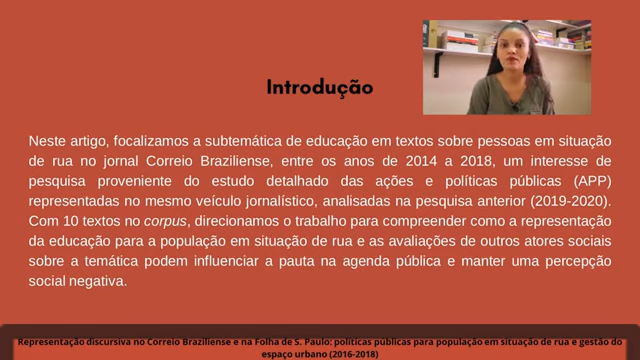 Introdução
Neste artigo, focalizamos a subtemática de educação em textos sobre pessoas em situação
de rua no jornal Correio Braziliense, entre os anos de 2014 a 2018, um interesse de
pesquisa proveniente do estudo detalhado das ações e políticas públicas (APP)
representadas no mesmo veículo jornalístico, analisadas na pesquisa anterior (2019-2020).
Com 10 textos no corpus, direcionamos o trabalho para compreender como a representação
da educação para a população em situação de rua e as avaliações de outros atores sociais
sobre a temática podem influenciar a pauta na agenda pública e manter uma percepção
social negativa.
Representação discursiva no Correio Braziliense e na Folha de S. Paulo: políticas públicas para população em situação de rua e gestão do
espaço urbano (2016-2018)